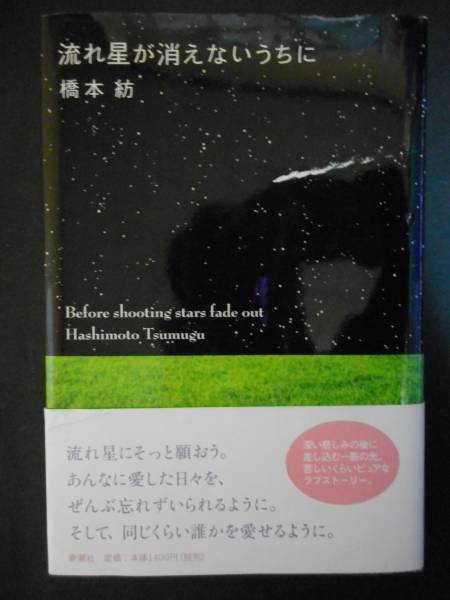 流れ星が消えないうちに
橋本 紡
Before shooting stars fade out
Hashimoto Tsumugu
流れ星にそっと願おう。
あんなに愛した日々を、
ぜんぶ忘れずいられるように。
そして、同じくらい誰かを愛せるように。
深い悲しみの後に
差し込む一筋の光。
苦しいくらいピュアな
ラブストーリー。
新潮社 定価:本体1400円(税別)